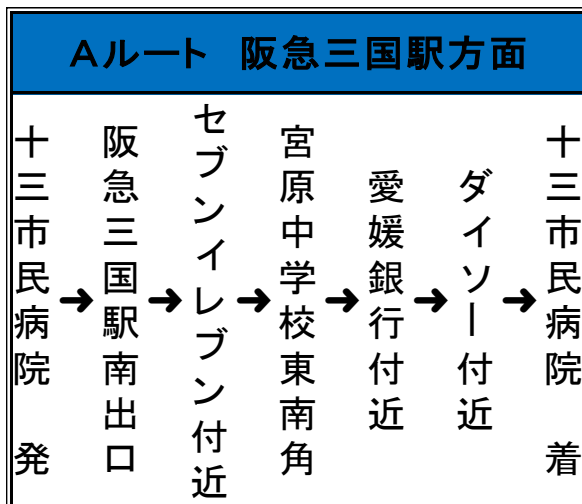 Aルート　阪急三国駅方面
十三市民病院　発
➜
阪急三国駅南出口
➜
セブンイレブン付近
➜
宮原中学校東南角
➜
愛媛銀行付近
➜
ダイソー付近
➜
十三市民病院　着